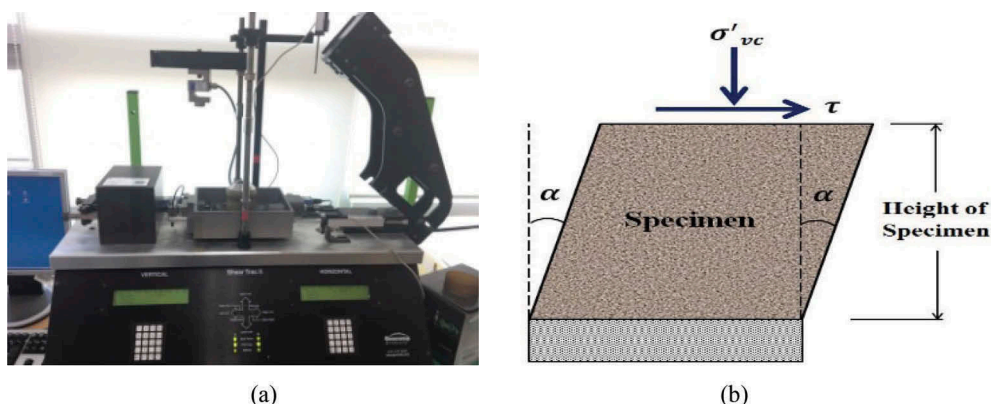 VERTICAL
Shear Trac-II
HORIZONTAL
(a)
σ′vc
τ
α
α
Specimen
Height of
Specimen
(b)